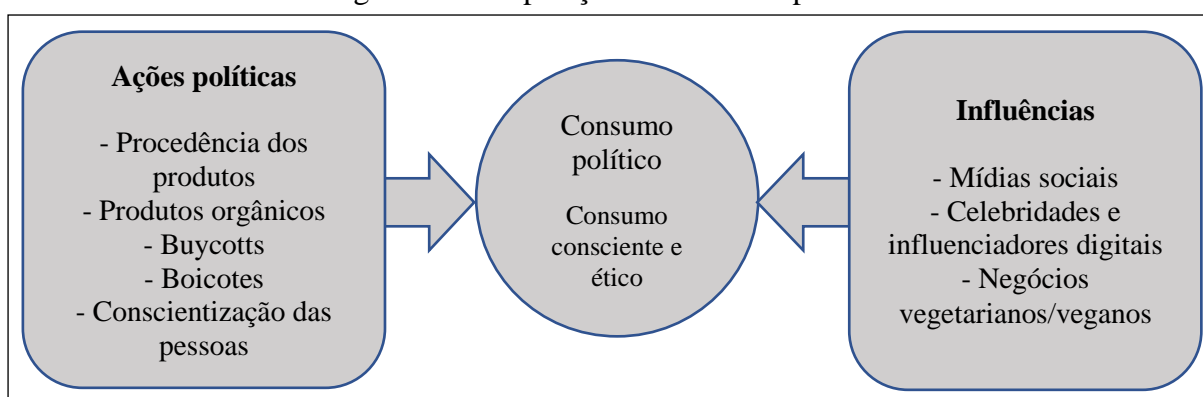 Ações políticas
- Procedência dos
produtos
- Produtos orgânicos
- Buycotts
- Boicotes
- Conscientização das
pessoas
Consumo
político
Consumo
consciente e
ético
Influências
- Mídias sociais
- Celebridades e
influenciadores digitais
- Negócios
vegetarianos/veganos